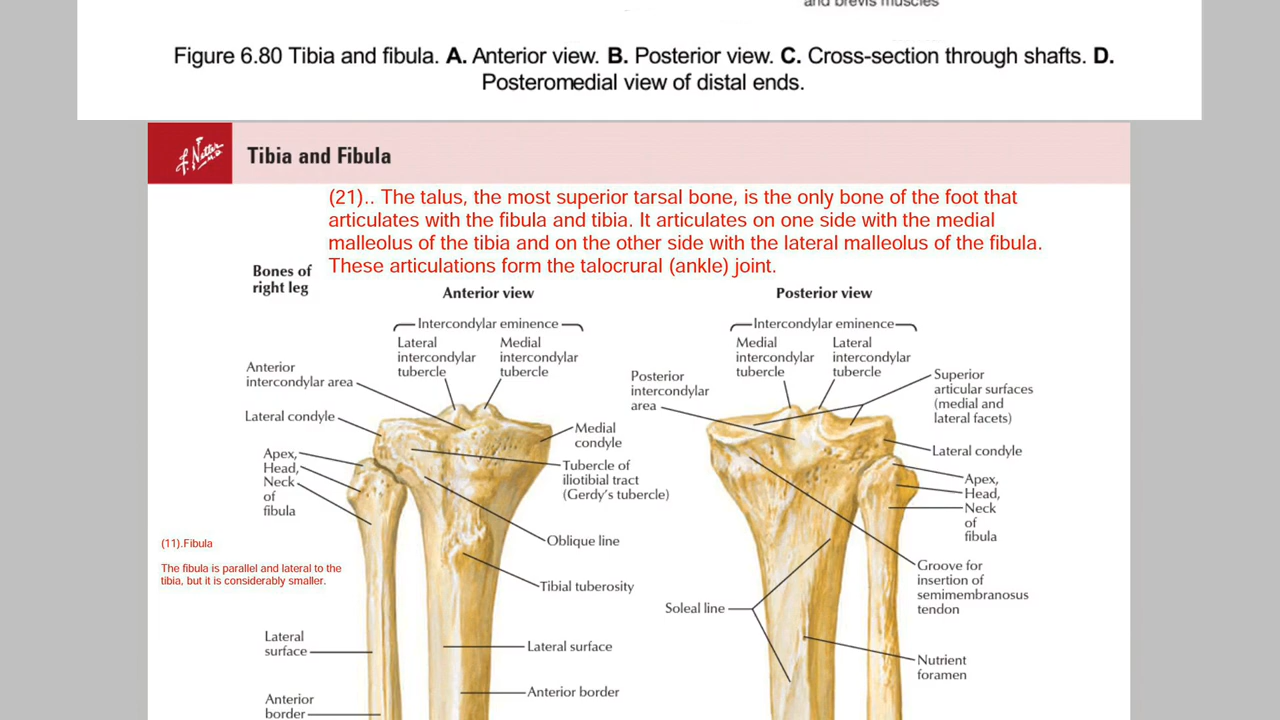 and brevis muscles
Figure 6.80 Tibia and fibula. A. Anterior view. B. Posterior view. C. Cross-section through shafts. D.
Posteromedial view of distal ends.
Tibia and Fibula
(21).. The talus, the most superior tarsal bone, is the only bone of the foot that
articulates with the fibula and tibia. It articulates on one side with the medial
malleolus of the tibia and on the other side with the lateral malleolus of the fibula.
These articulations form the talocrural (ankle) joint.
Bones of
right leg
Anterior view
Intercondylar eminence
Lateral
intercondylar
tubercle
Medial
intercondylar
tubercle
Anterior
intercondylar area
Lateral condyle
Apex,
Head,
Neck
of
fibula
Medial
condyle
Tubercle of
iliotibial tract
(Gerdy's tubercle)
Oblique line
Tibial tuberosity
(11).Fibula
The fibula is parallel and lateral to the
tibia, but it is considerably smaller.
Lateral
surface
Lateral surface
Anterior
border
Anterior border
Posterior view
Intercondylar eminence
Medial
intercondylar
tubercle
Lateral
intercondylar
tubercle
Posterior
intercondylar
area
Superior
articular surfaces
(medial and
lateral facets)
Lateral condyle
Apex,
Head,
Neck
of
fibula
Groove for
insertion of
semimembranosus
tendon
Soleal line
Nutrient
foramen